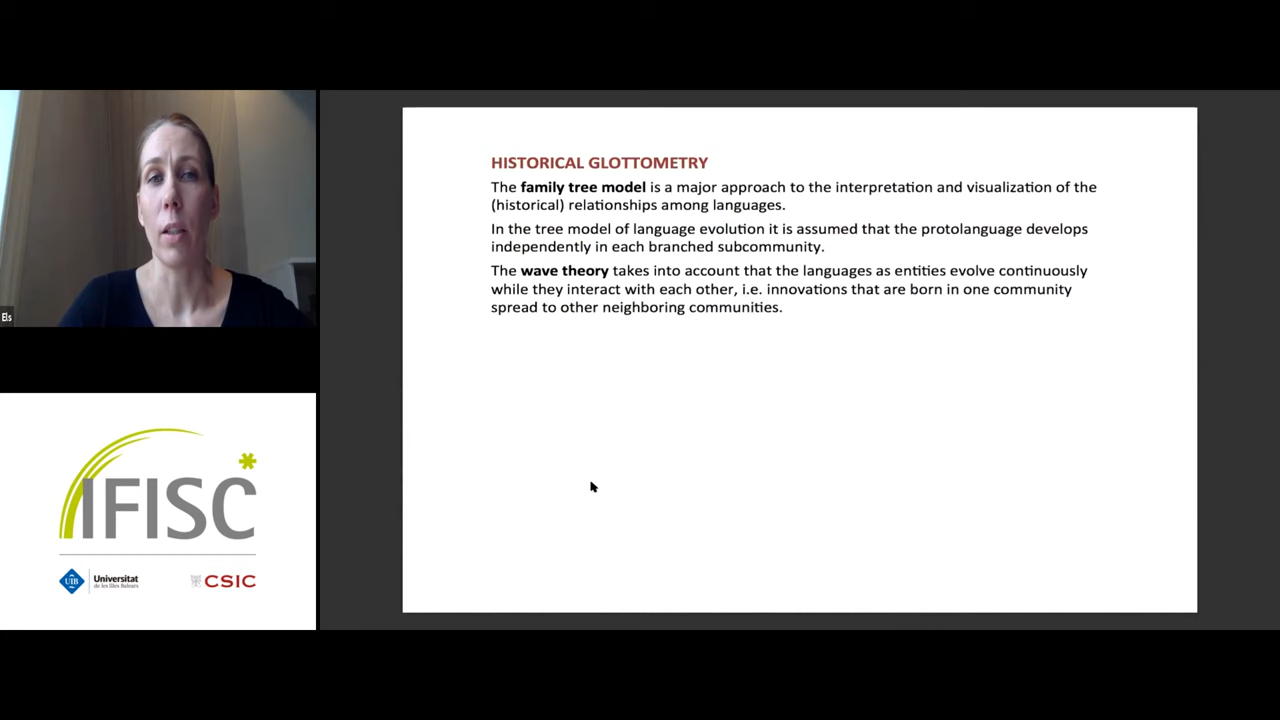 HISTORICAL GLOTTOMETRY
The family tree model is a major approach to the interpretation and visualization of the
(historical) relationships among languages.
In the tree model of language evolution it is assumed that the protolanguage develops
independently in each branched subcommunity.
The wave theory takes into account that the languages as entities evolve continuously
while they interact with each other, i.e. innovations that are born in one community
spread to other neighboring communities.
Els
IFISC
UIB
Universitat
de les Illes Balears
CSIC